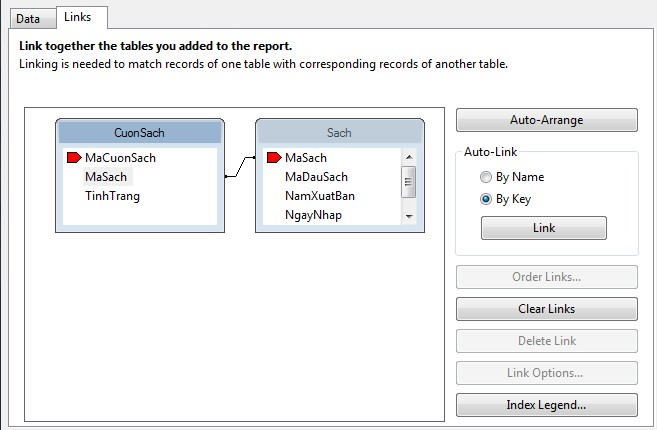 Data
Links
Link together the tables you added to the report.
Linking is needed to match records of one table with corresponding records of another table.
CuonSach
MaCuonSach
MaSach
TinhTrang
Sach
MaSach
MaDauSach
NamXuatBan
NgayNhap
Auto-Arrange
Auto-Link
By Name
By Key
Link
Order Links...
Clear Links
Delete Link
Link Options...
Index Legend...